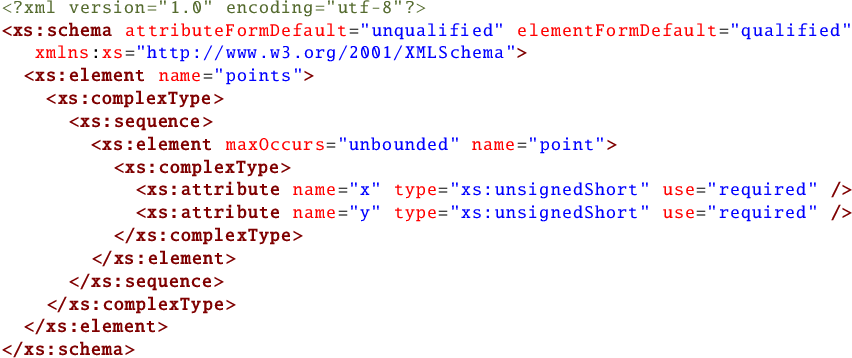 <?xml version="1.0" encoding="utf-8"?>
<xs:schema attributeFormDefault="unqualified" elementFormDefault="qualified"
   xmlns:xs="http://www.w3.org/2001/XMLSchema">
  <xs:element name="points">
    <xs:complexType>
      <xs:sequence>
        <xs:element maxOccurs="unbounded" name="point">
          <xs:complexType>
            <xs:attribute name="x" type="xs:unsignedShort" use="required" />
            <xs:attribute name="y" type="xs:unsignedShort" use="required" />
          </xs:complexType>
        </xs:element>
      </xs:sequence>
    </xs:complexType>
  </xs:element>
</xs:schema>